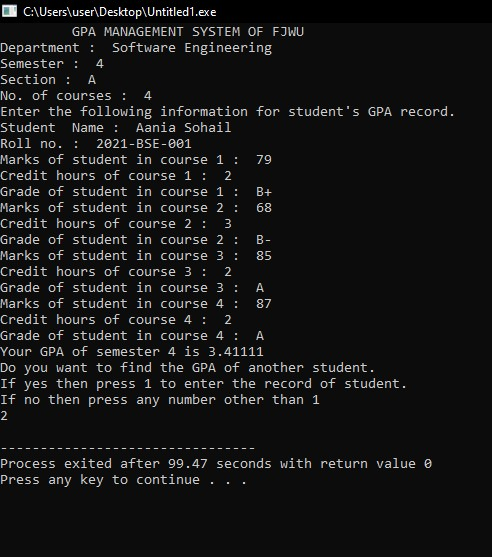 C:\Users\user\Desktop\Untitled1.exe
GPA MANAGEMENT SYSTEM OF FJWU
Department :  Software Engineering
Semester :  4
Section :  A
No. of courses :  4
Enter the following information for student's GPA record.
Student  Name :  Aania Sohail
Roll no. :  2021-BSE-001
Marks of student in course 1 :  79
Credit hours of course 1 :  2
Grade of student in course 1 :  B+
Marks of student in course 2 :  68
Credit hours of course 2 :  3
Grade of student in course 2 :  B-
Marks of student in course 3 :  85
Credit hours of course 3 :  2
Grade of student in course 3 :  A
Marks of student in course 4 :  87
Credit hours of course 4 :  2
Grade of student in course 4 :  A
Your GPA of semester 4 is 3.41111
Do you want to find the GPA of another student.
If yes then press 1 to enter the record of student.
If no then press any number other than 1
2
--------------------------------
Process exited after 99.47 seconds with return value 0
Press any key to continue . . .